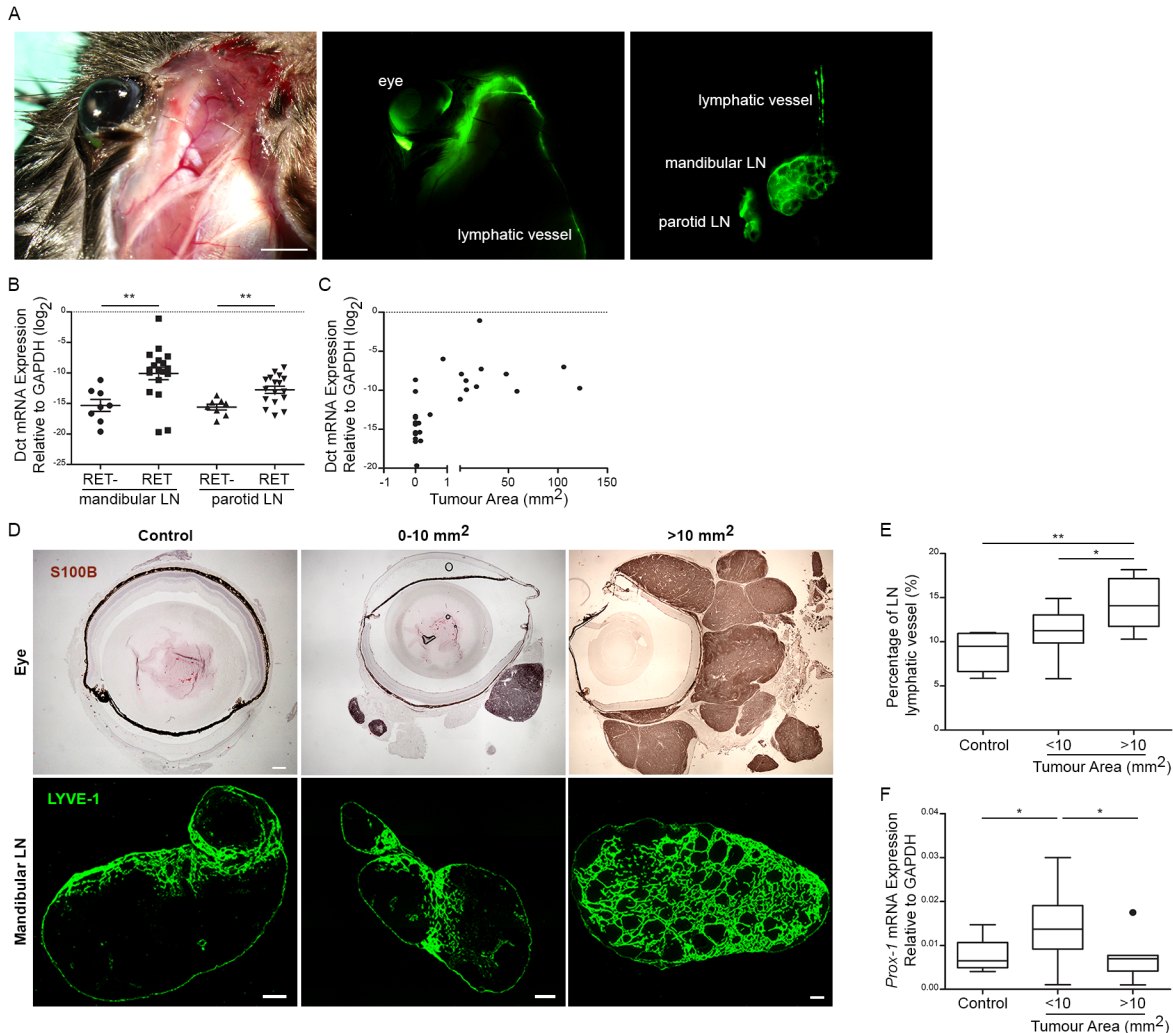 A
eye
lymphatic vessel
lymphatic vessel
mandibular LN
parotid LN
B
Dct mRNA Expression
Relative to GAPDH (log2)
0
-5
-10
-15
-20
-25
**
**
RET-
RET
RET-
RET
mandibular LN
parotid LN
C
Dct mRNA Expression
Relative to GAPDH (log2)
0
-5
-10
-15
-20
-1
0
1
50
100
150
Tumour Area (mm2)
D
Control
0-10 mm2
>10 mm2
Eye
S100B
Mandibular LN
LYVE-1
E
Percentage of LN
lymphatic vessel (%)
20
15
10
5
0
**
*
Control
<10
>10
Tumour Area (mm2)
F
Prox-1 mRNA Expression
Relative to GAPDH
0.04
0.03
0.02
0.01
0.00
*
*
Control
<10
>10
Tumour Area (mm2)